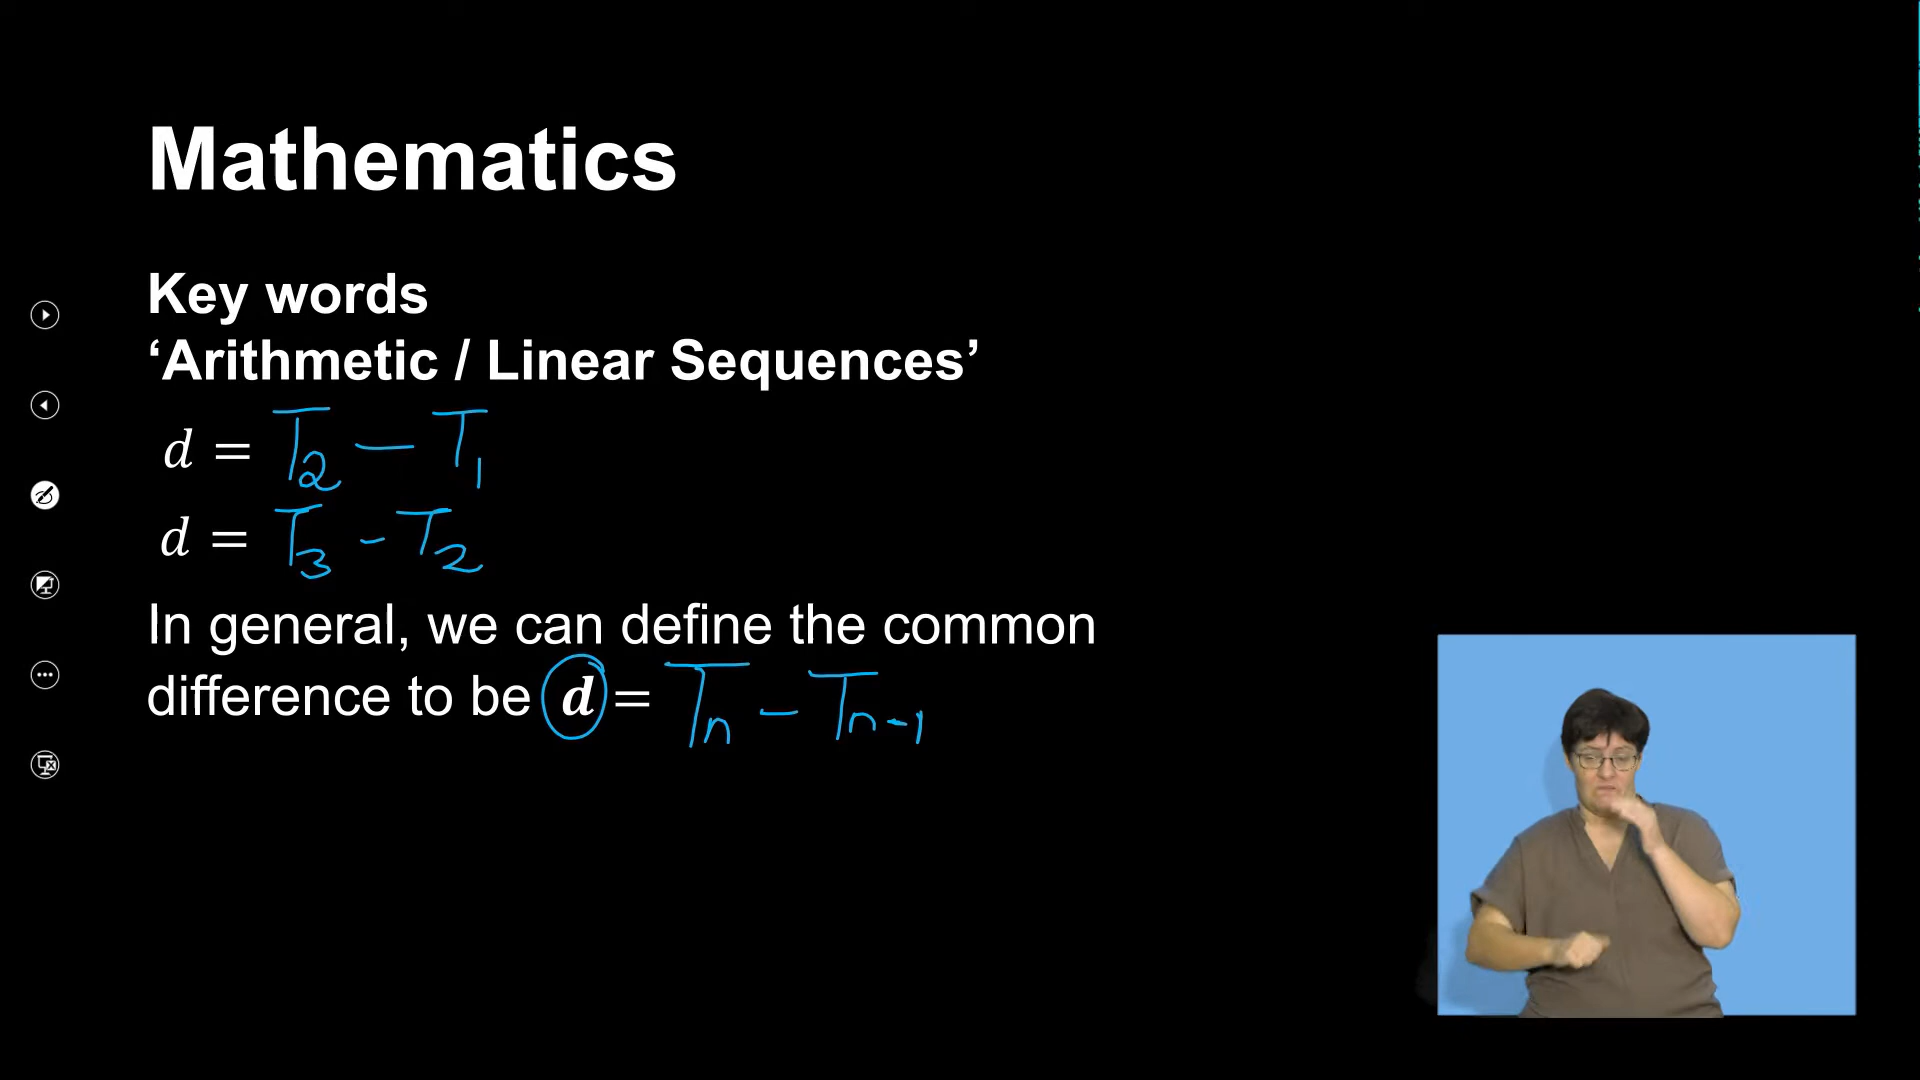 Mathematics
Key words
‘Arithmetic / Linear Sequences’
d = T₂ − T₁
d = T₃ - T₂
In general, we can define the common
difference to be d = Tₙ − Tₙ₋₁